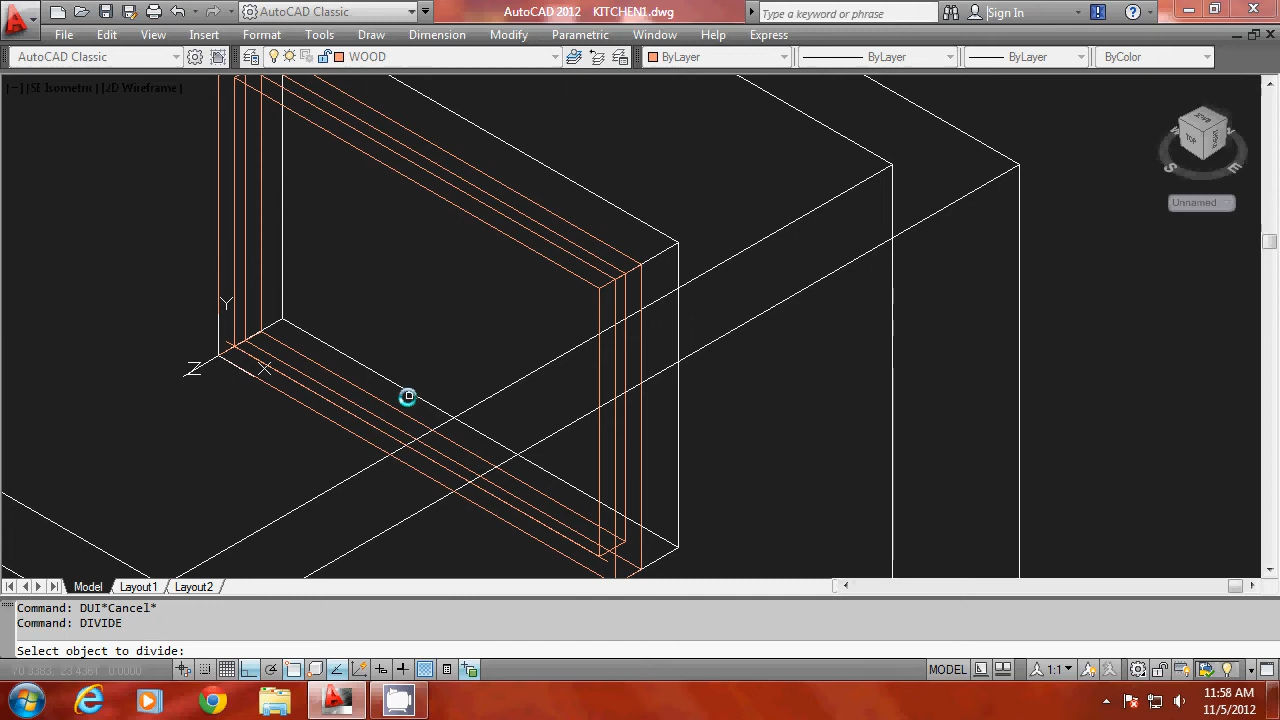 AutoCAD Classic
AutoCAD 2012 KITCHEN1.dwg
Type a keyword or phrase
Sign In
File Edit View Insert Format Tools Draw Dimension Modify Parametric Window Help Express
AutoCAD Classic
WOOD
ByLayer
ByLayer
ByLayer
ByColor
[−] [SE Isometric] [2D Wireframe]
TOP
S
E
Unnamed
Y
Z
X
Model Layout1 Layout2
Command: DUI*Cancel*
Command: DIVIDE
Select object to divide:
MODEL
1:1
11:58 AM
11/5/2012